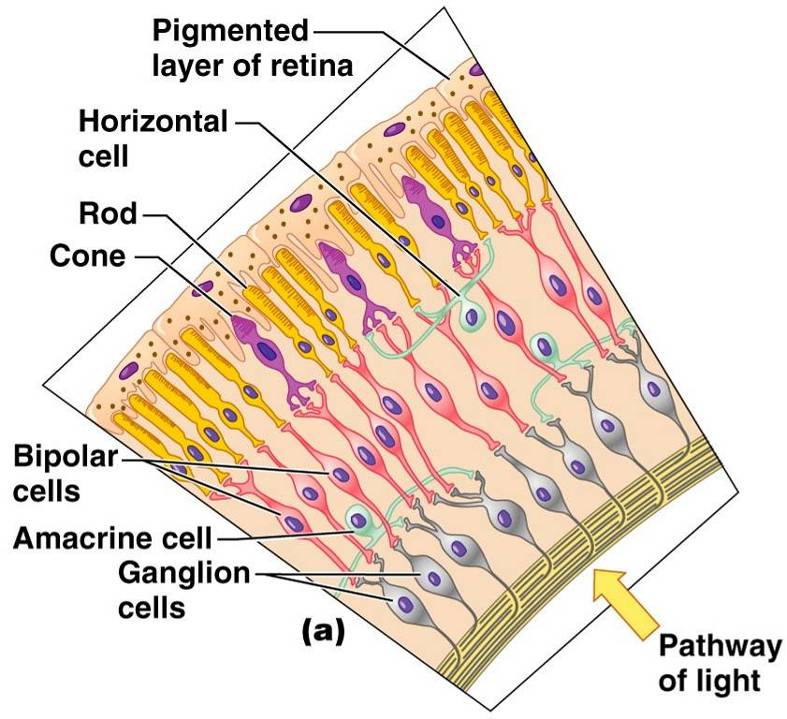 Pigmented
layer of retina
Horizontal
cell
Rod
Cone
Bipolar
cells
Amacrine cell
Ganglion
cells
(a)
Pathway
of light